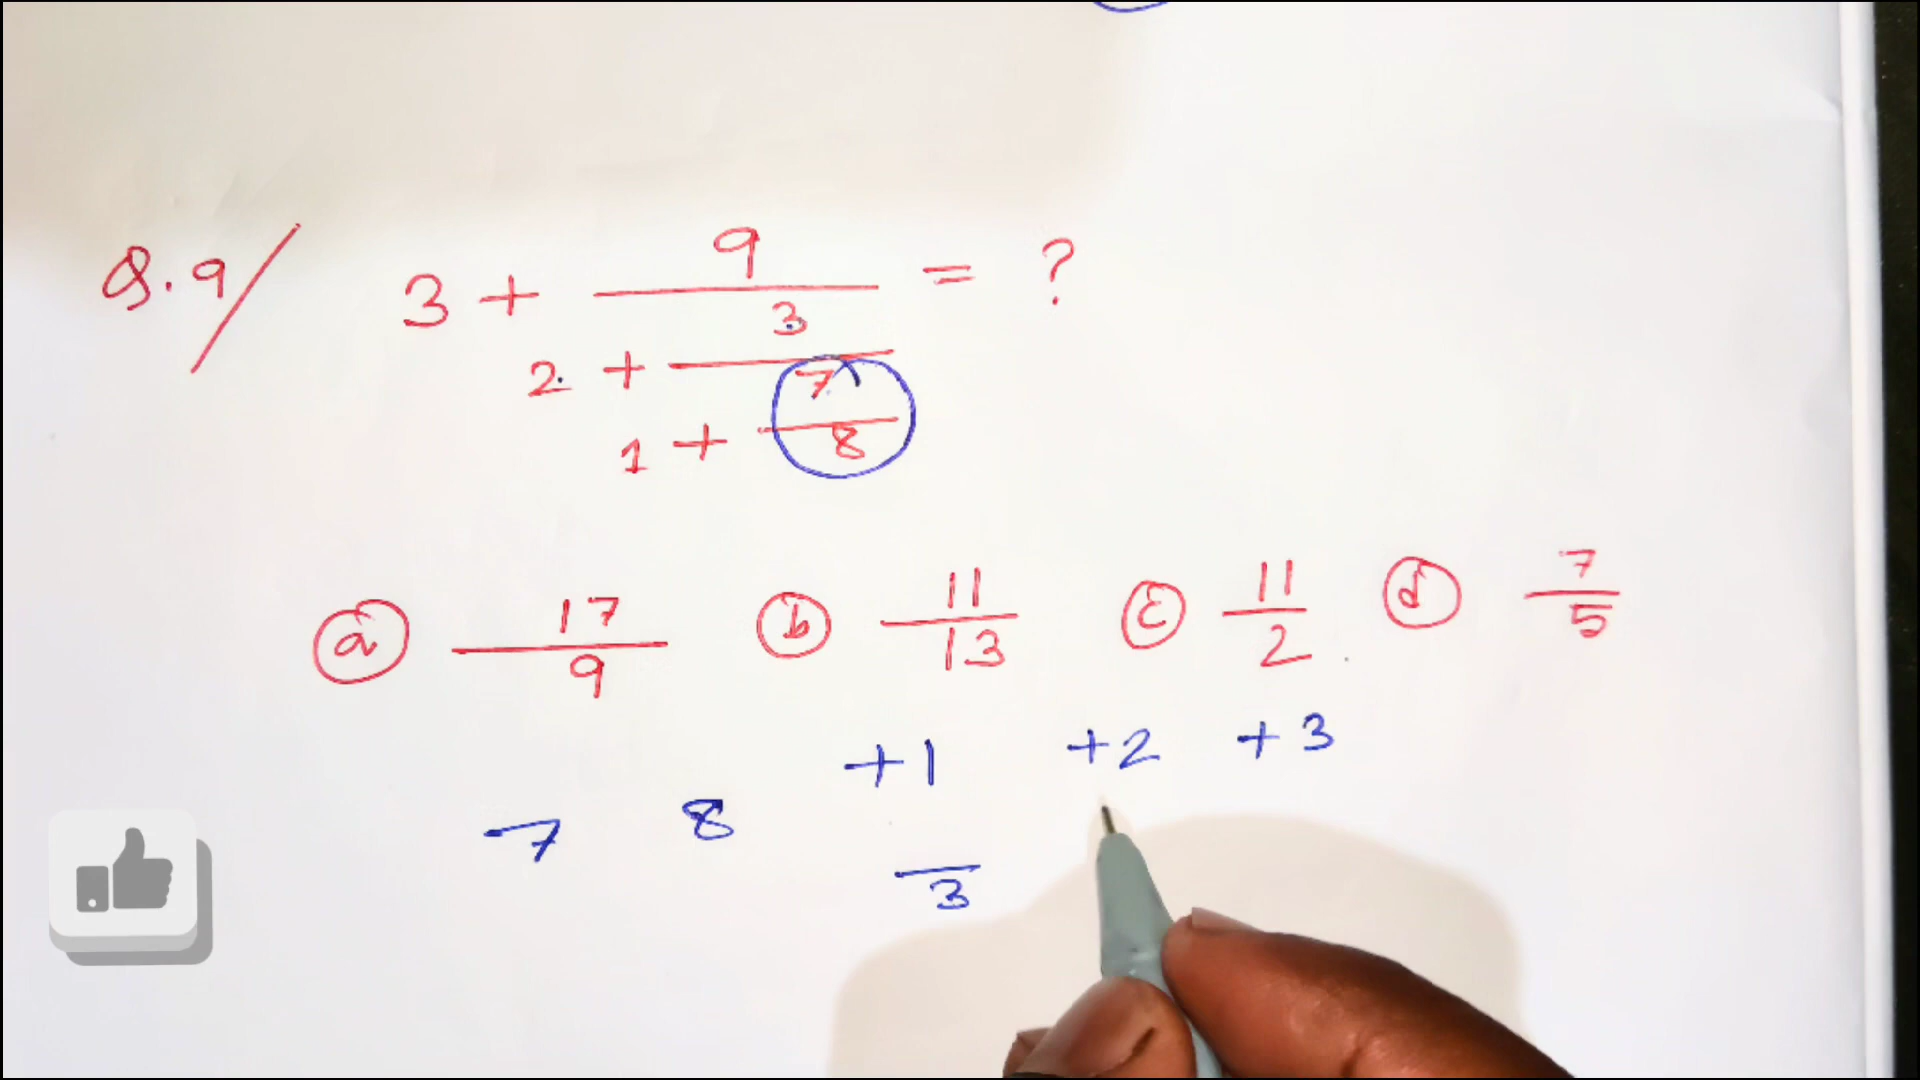 Q.9/ 3 + 9 = ?
3
2 + 7
1 + 8
(a) 17/9 (b) 11/13 (c) 11/2 (d) 7/5
+1 +2 +3
7 8
3